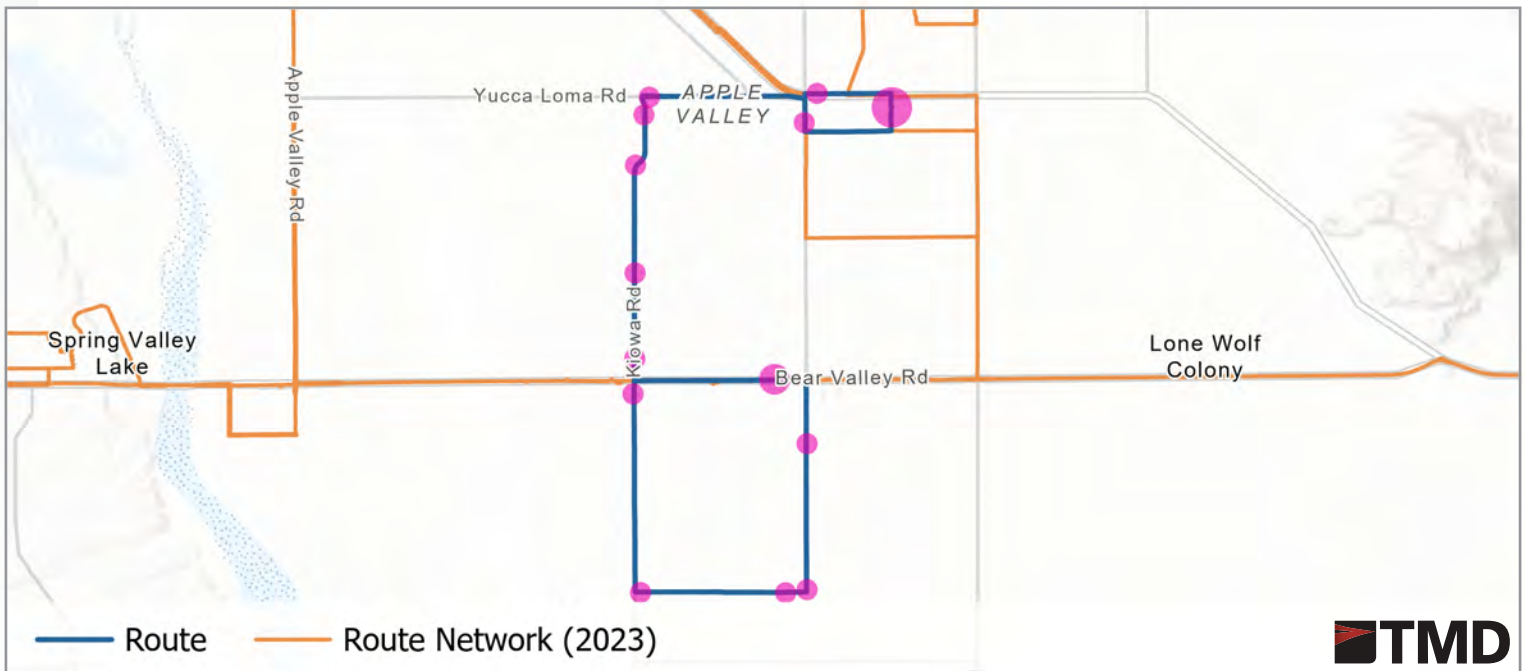 Apple Valley Rd
Yucca Loma Rd
APPLE
VALLEY
Kiowa Rd
Spring Valley
Lake
Bear Valley Rd
Lone Wolf
Colony
Route
Route Network (2023)
TMD